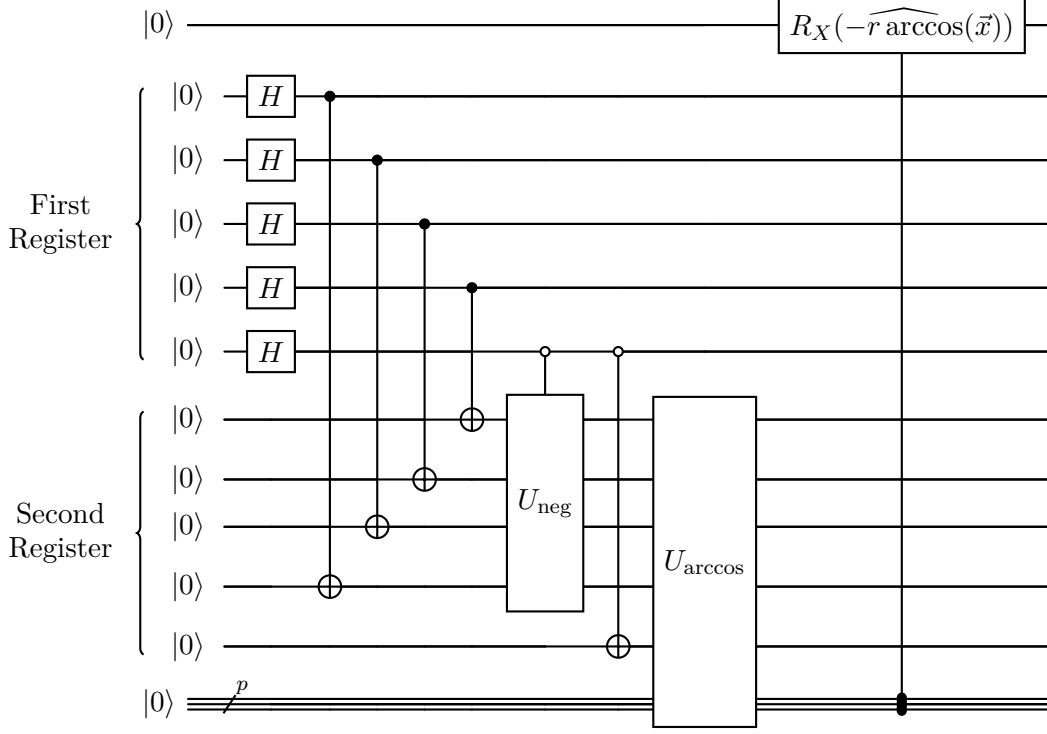 |0⟩ R_X(−r arccos(x⃗))
|0⟩ H
|0⟩ H
First
Register
|0⟩ H
|0⟩ H
|0⟩ H
|0⟩
|0⟩
Second
Register
|0⟩
|0⟩
|0⟩
U_neg
U_arccos
|0⟩ p